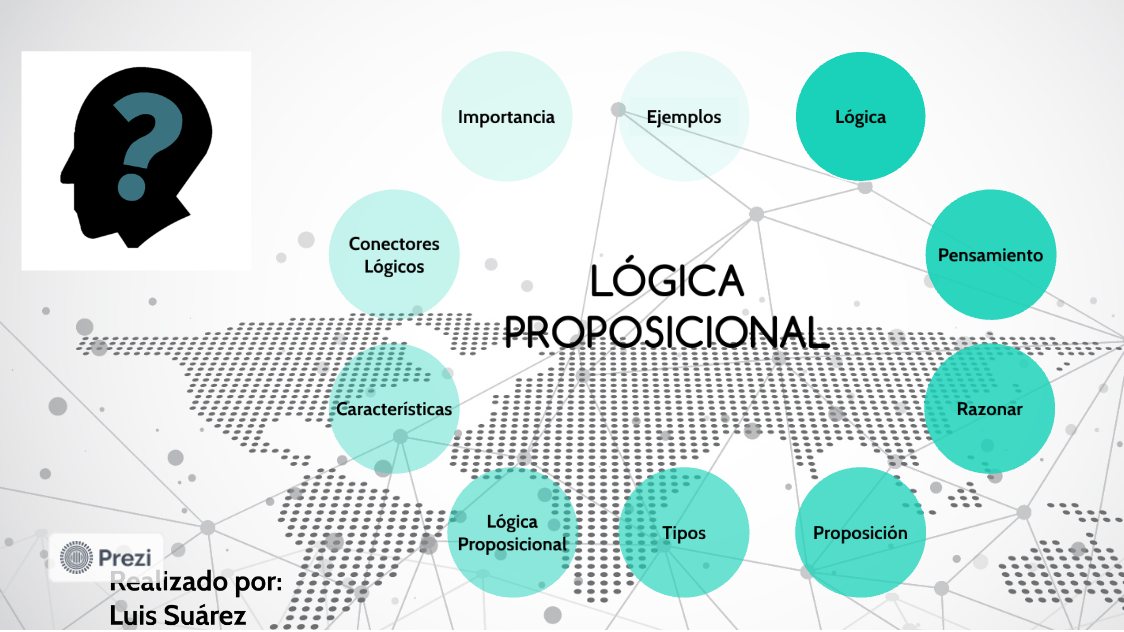 LÓGICA
PROPOSICIONAL
Lógica
Pensamiento
Razonar
Proposición
Tipos
Lógica
Proposicional
Características
Conectores
Lógicos
Importancia
Ejemplos
?
Prezi
Realizado por:
Luis Suárez